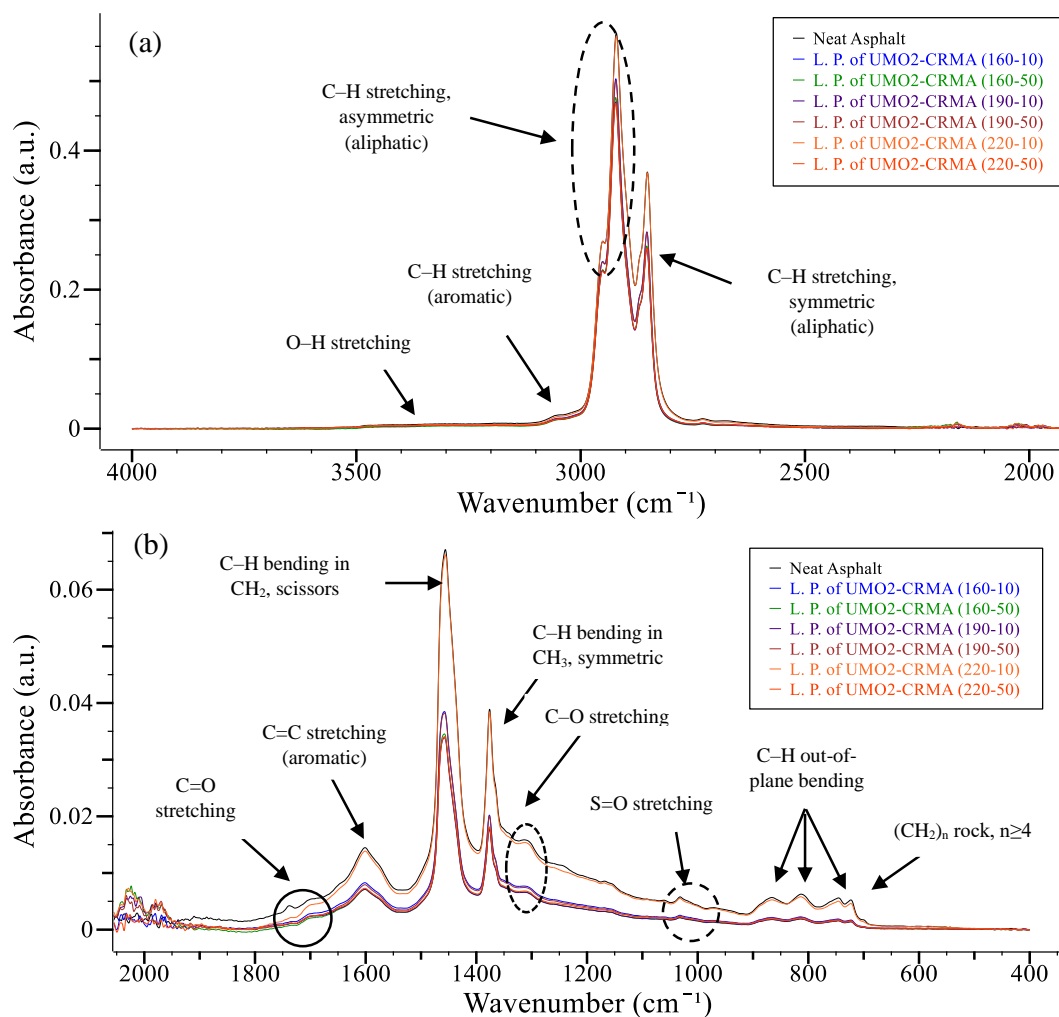 (a)
Neat Asphalt
L. P. of UMO2-CRMA (160-10)
L. P. of UMO2-CRMA (160-50)
L. P. of UMO2-CRMA (190-10)
L. P. of UMO2-CRMA (190-50)
L. P. of UMO2-CRMA (220-10)
L. P. of UMO2-CRMA (220-50)
C–H stretching,
asymmetric
(aliphatic)
C–H stretching
(aromatic)
O–H stretching
C–H stretching,
symmetric
(aliphatic)
Absorbance (a.u.)
0.4
0.2
0
4000 3500 3000 2500 2000
Wavenumber (cm⁻¹)
(b)
Neat Asphalt
L. P. of UMO2-CRMA (160-10)
L. P. of UMO2-CRMA (160-50)
L. P. of UMO2-CRMA (190-10)
L. P. of UMO2-CRMA (190-50)
L. P. of UMO2-CRMA (220-10)
L. P. of UMO2-CRMA (220-50)
C–H bending in
CH₂, scissors
C–H bending in
CH₃, symmetric
C–O stretching
C=C stretching
(aromatic)
C=O
stretching
S=O stretching
C–H out-of-
plane bending
(CH2)ₙ rock, n≥4
Absorbance (a.u.)
0.06
0.04
0.02
0
2000 1800 1600 1400 1200 1000 800 600 400
Wavenumber (cm⁻¹)